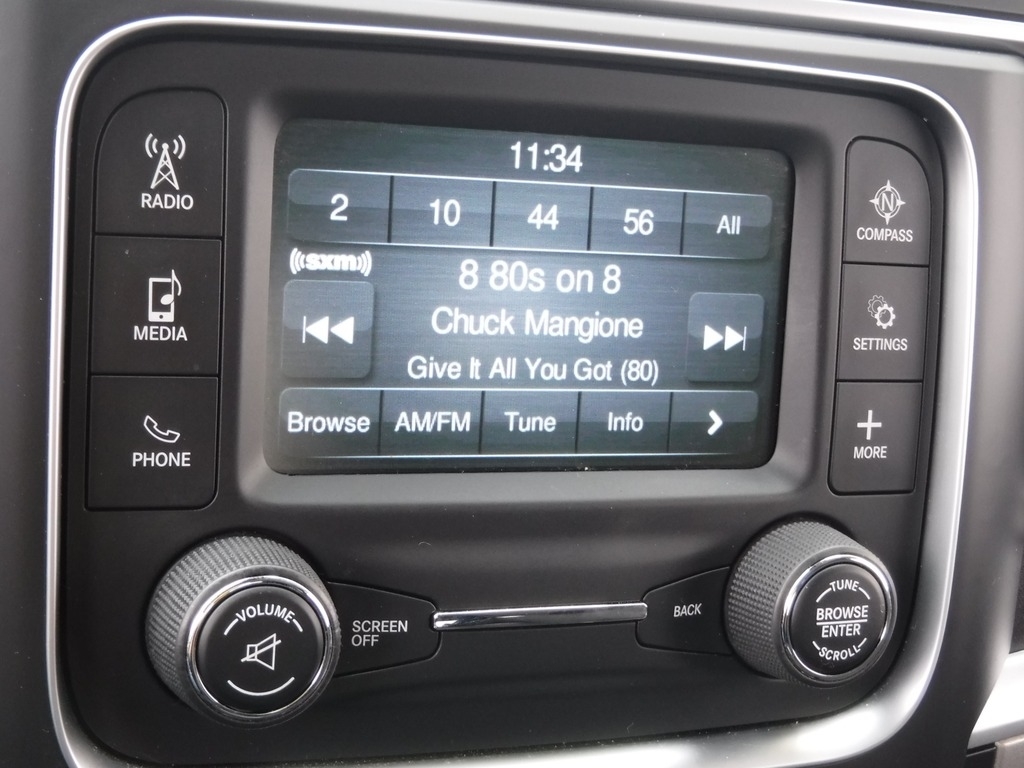 11:34
2 10 44 56 All
((sxm))
8 80s on 8
Chuck Mangione
Give It All You Got (80)
Browse AM/FM Tune Info >
RADIO
MEDIA
PHONE
N
COMPASS
SETTINGS
+
MORE
VOLUME
SCREEN
OFF
BACK
TUNE
BROWSE
ENTER
SCROLL